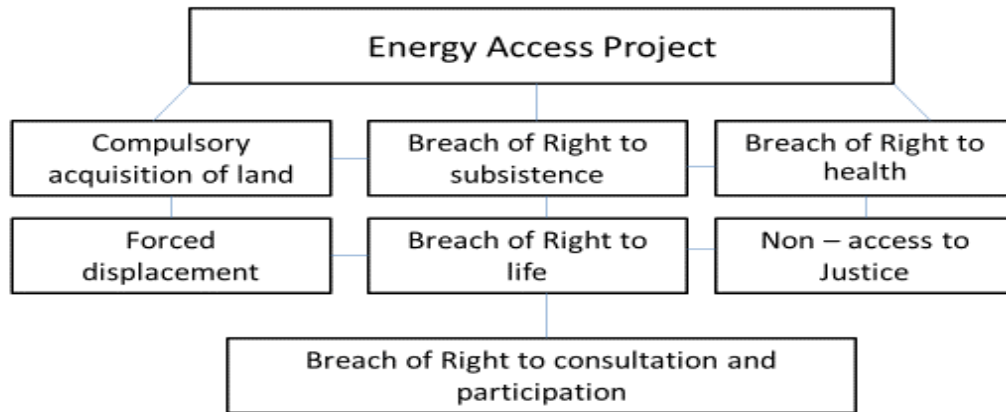 Energy Access Project
Compulsory
acquisition of land
Breach of Right to
subsistence
Breach of Right to
health
Forced
displacement
Breach of Right to
life
Non – access to
Justice
Breach of Right to consultation and
participation